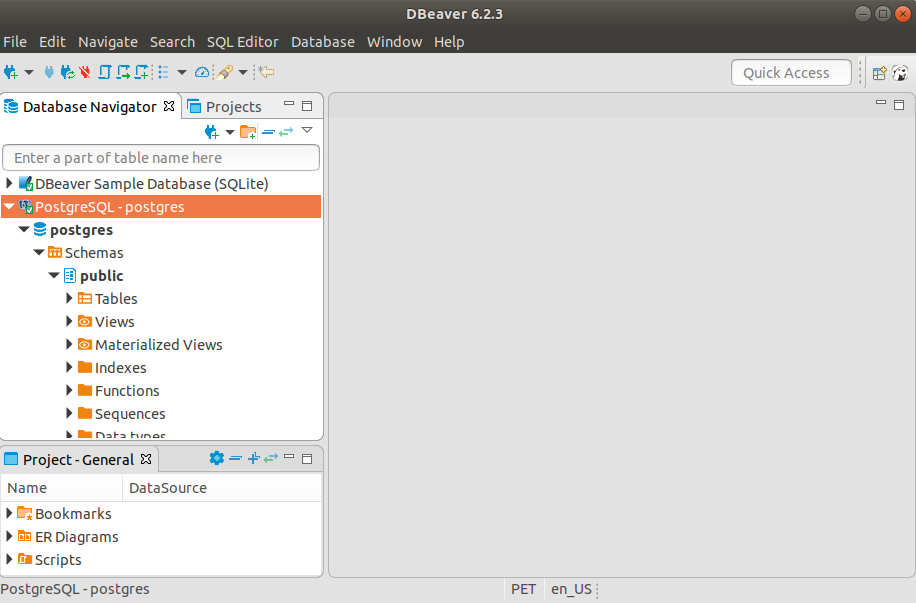 DBeaver 6.2.3
File Edit Navigate Search SQL Editor Database Window Help
Quick Access
Database Navigator Projects
Enter a part of table name here
DBeaver Sample Database (SQLite)
PostgreSQL - postgres
postgres
Schemas
public
Tables
Views
Materialized Views
Indexes
Functions
Sequences
Data types
Project - General
Name DataSource
Bookmarks
ER Diagrams
Scripts
PostgreSQL - postgres PET en_US